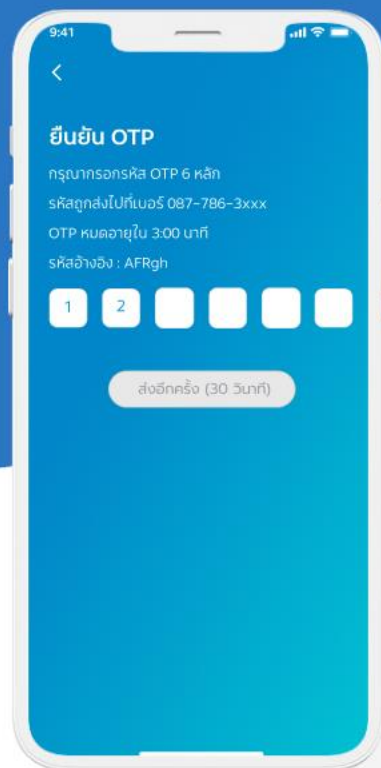 9:41
ยืนยัน OTP
กรุณากรอกรหัส OTP 6 หลัก
รหัสถูกส่งไปที่เบอร์ 087-786-3xxx
OTP หมดอายุใน 3:00 นาที
รหัสอ้างอิง : AFRgh
1 2
ส่งอีกครั้ง (30 วินาที)